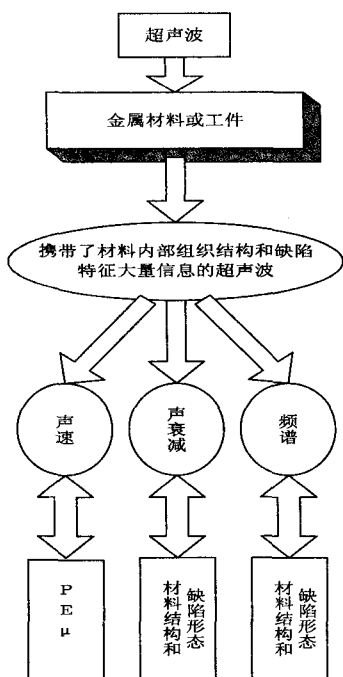 超声波
金属材料或工件
携带了材料内部组织结构和缺陷
特征大量信息的超声波
声速
声衰减
频谱
P
E
μ
材料结构和
缺陷形态
材料结构和
缺陷形态